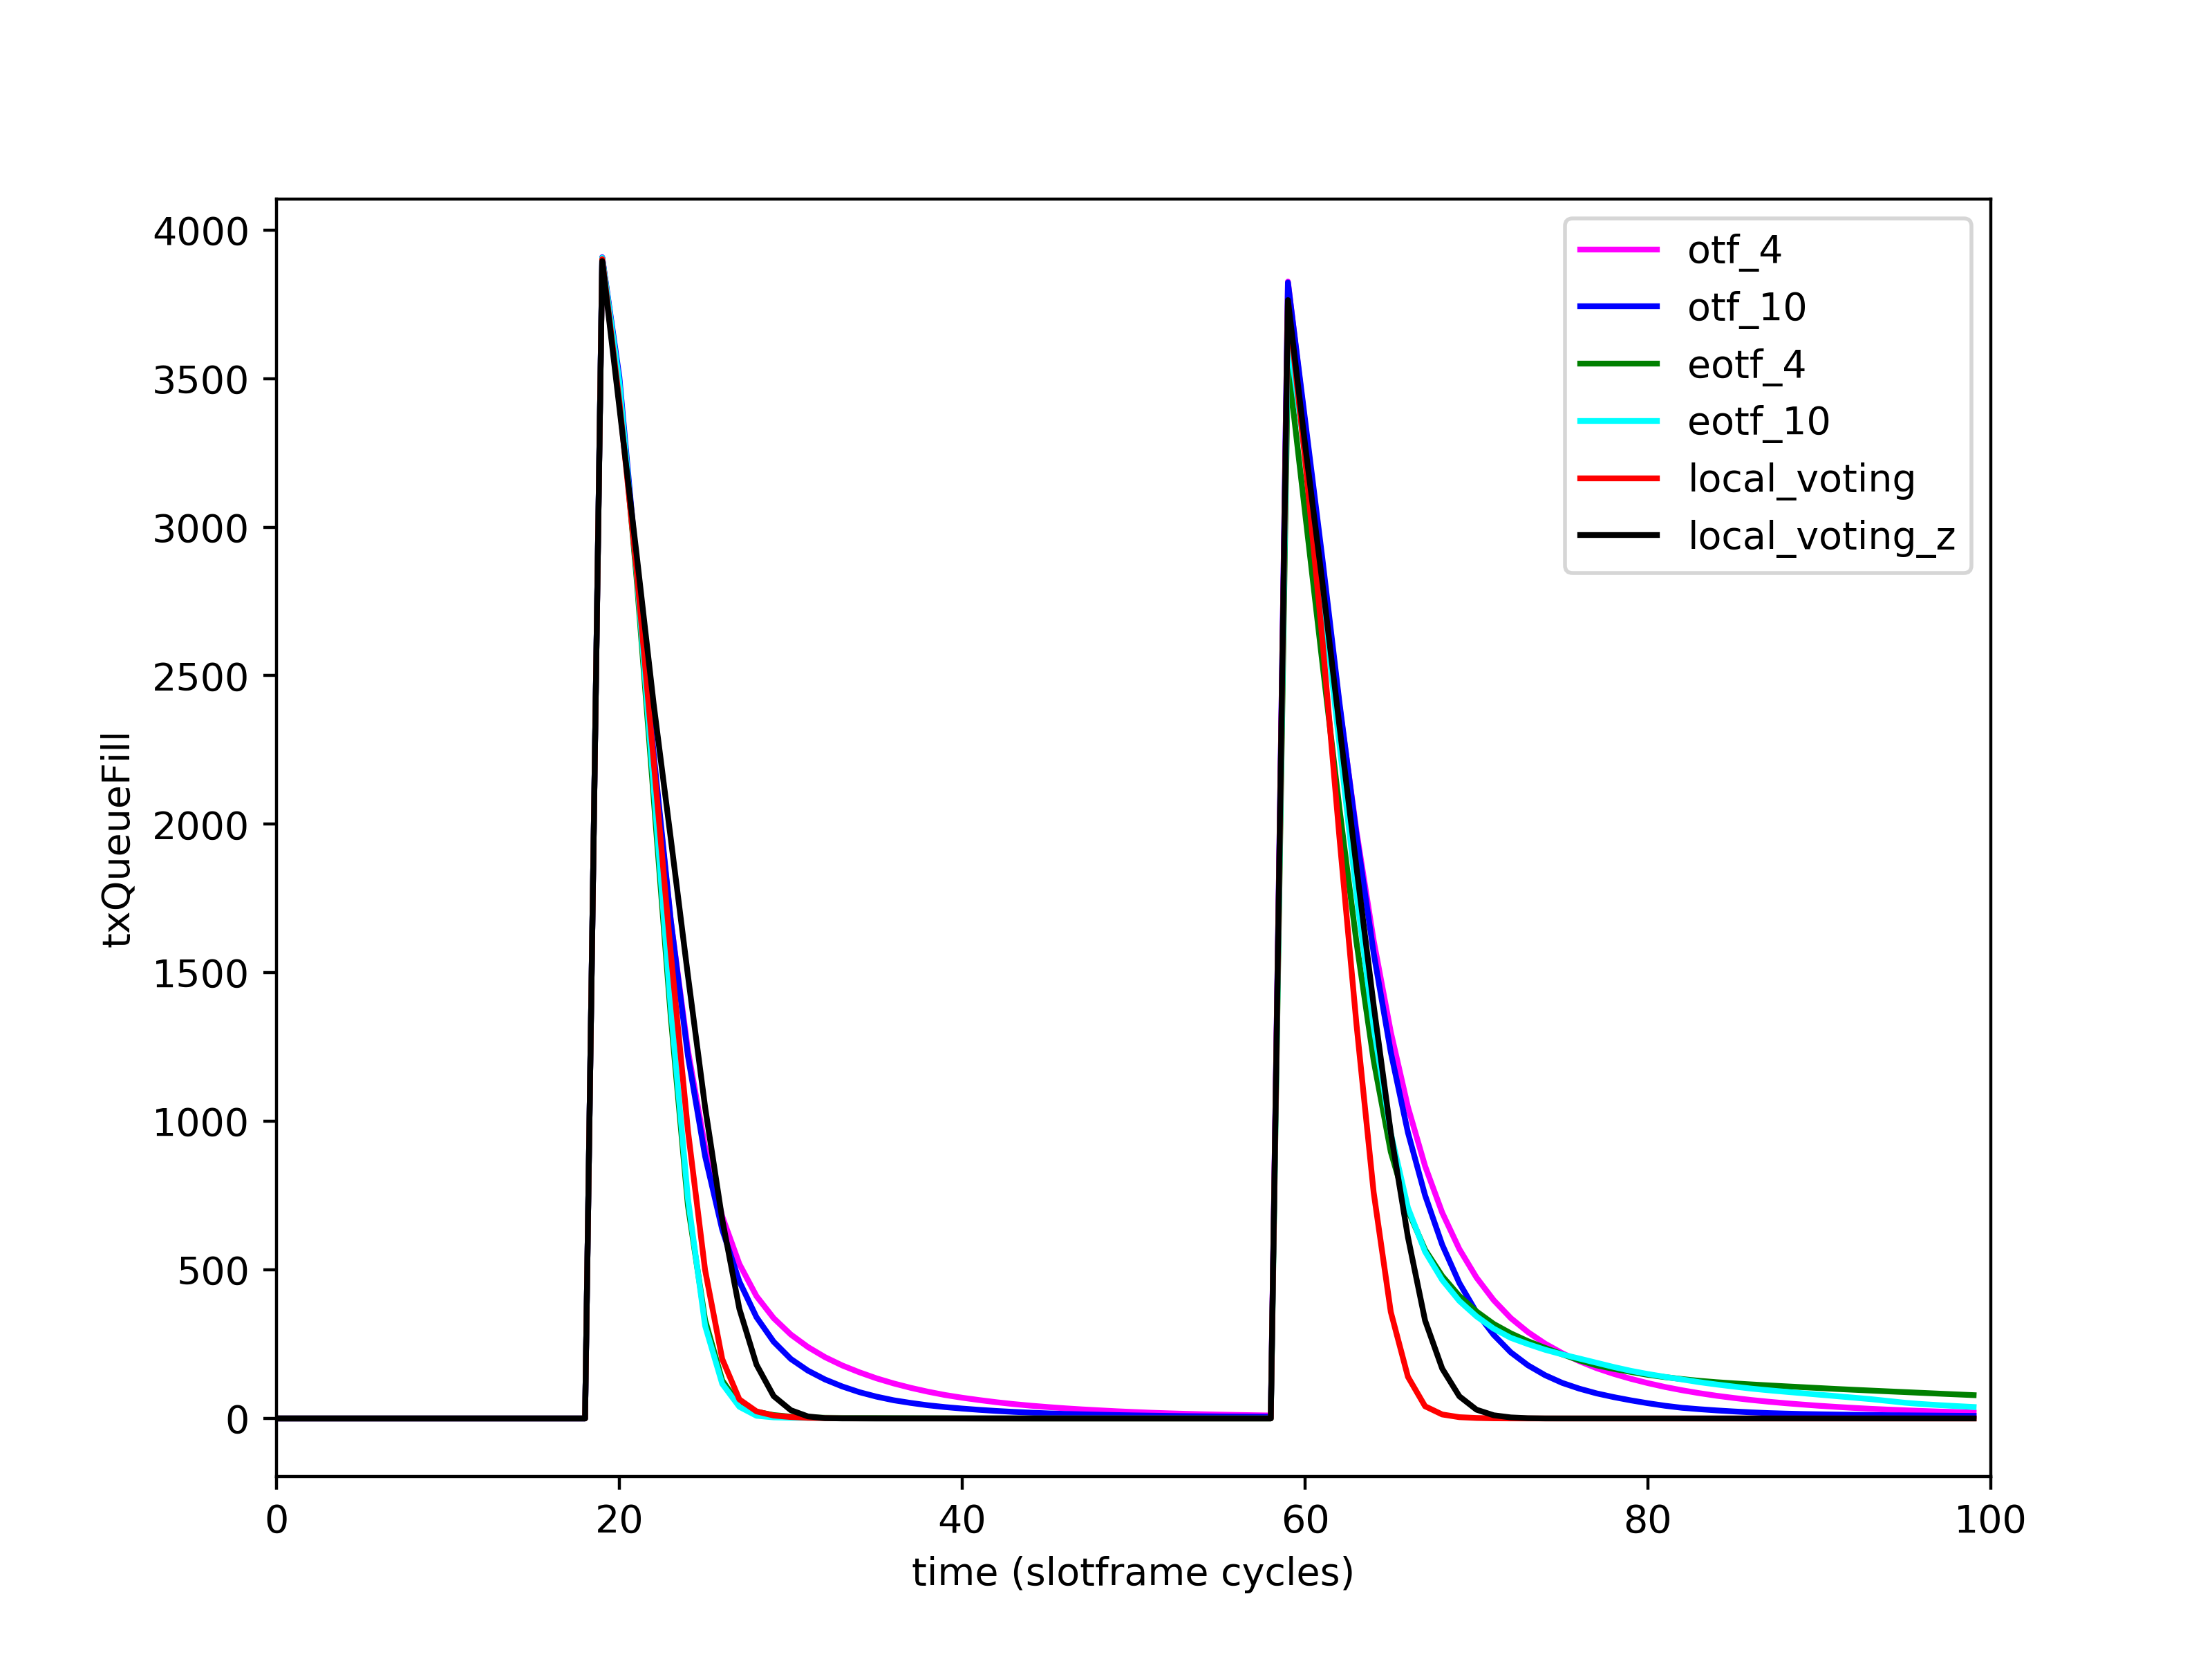 4000
3500
3000
2500
2000
1500
1000
500
0
txQueueFill
0 20 40 60 80 100
time (slotframe cycles)
otf_4
otf_10
eotf_4
eotf_10
local_voting
local_voting_z